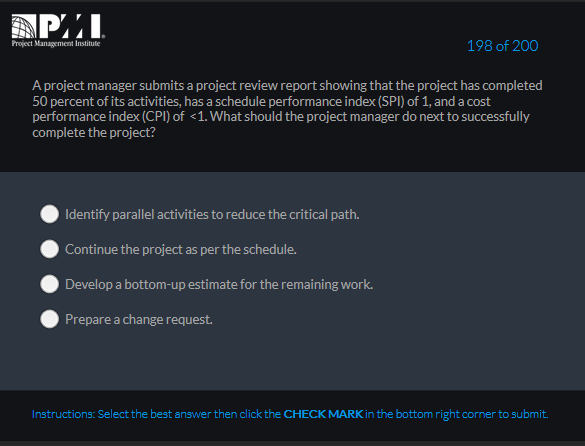 PMI
Project Management Institute
198 of 200
A project manager submits a project review report showing that the project has completed
50 percent of its activities, has a schedule performance index (SPI) of 1, and a cost
performance index (CPI) of <1. What should the project manager do next to successfully
complete the project?
Identify parallel activities to reduce the critical path.
Continue the project as per the schedule.
Develop a bottom-up estimate for the remaining work.
Prepare a change request.
Instructions: Select the best answer then click the CHECK MARK in the bottom right corner to submit.